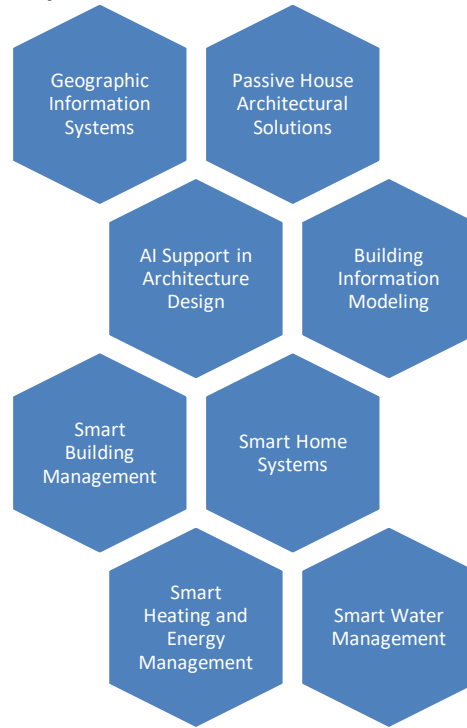 Geographic
Information
Systems
Passive House
Architectural
Solutions
AI Support in
Architecture
Design
Building
Information
Modeling
Smart
Building
Management
Smart Home
Systems
Smart
Heating and
Energy
Management
Smart Water
Management